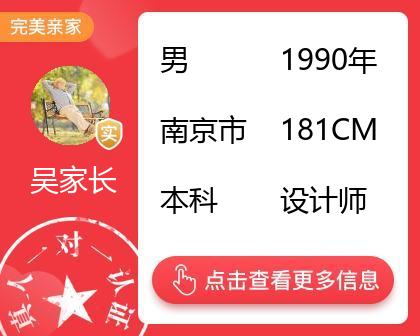 完美亲家
男 1990年
南京市 181CM
本科 设计师
实
吴家长
真人一对一认证
点击查看更多信息